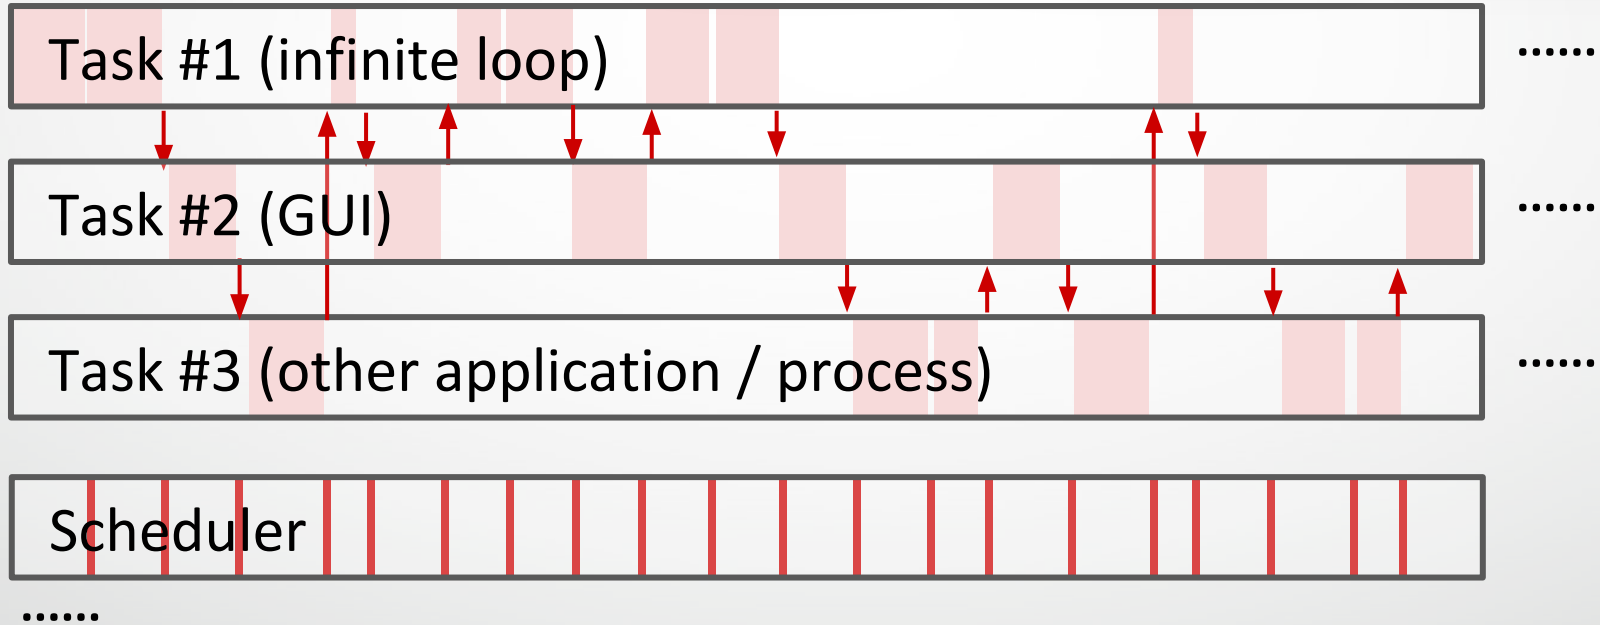 Task #1 (infinite loop)
......
Task #2 (GUI)
......
Task #3 (other application / process)
......
Scheduler
......